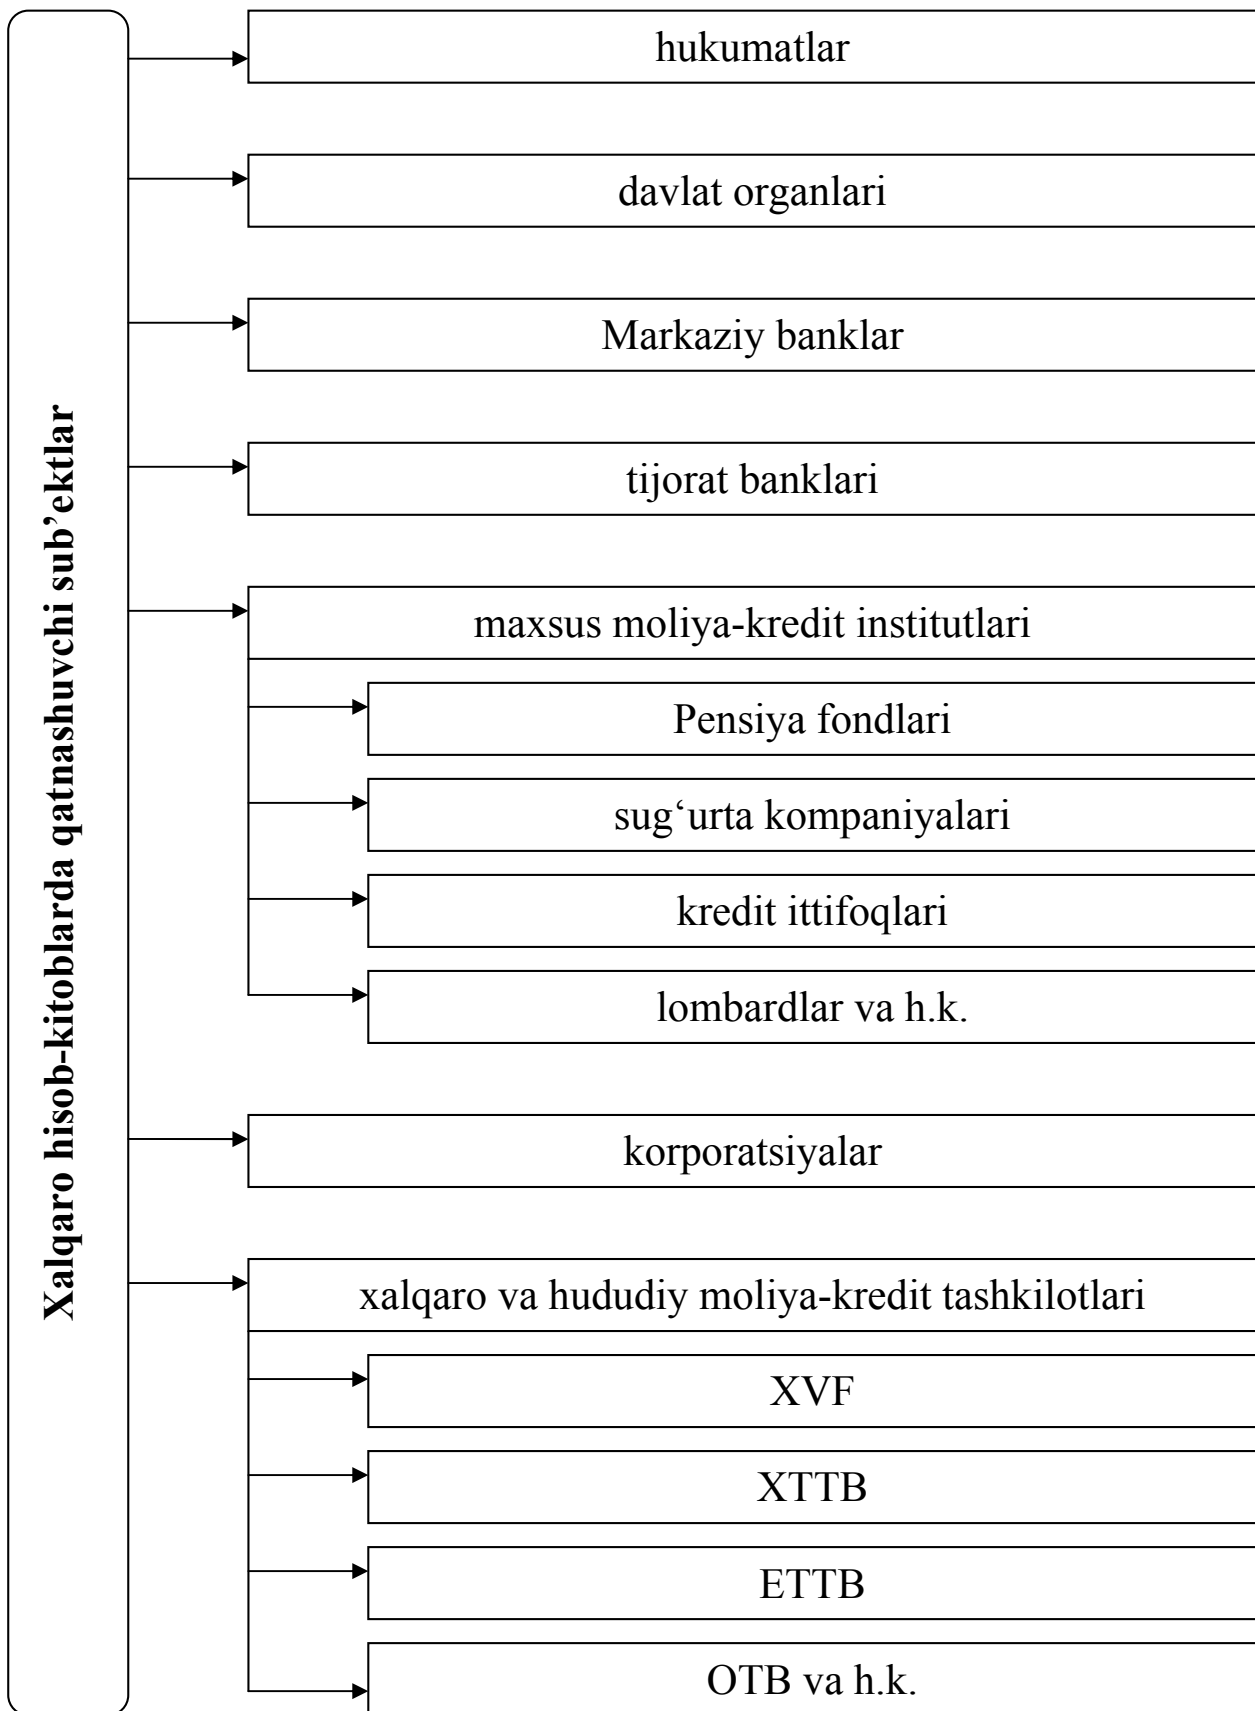 Xalqaro hisob-kitoblarda qatnashuvchi sub’ektlar
hukumatlar
davlat organlari
Markaziy banklar
tijorat banklari
maxsus moliya-kredit institutlari
Pensiya fondlari
sug‘urta kompaniyalari
kredit ittifoqlari
lombardlar va h.k.
korporatsiyalar
xalqaro va hududiy moliya-kredit tashkilotlari
XVF
XTTB
ETTB
OTB va h.k.